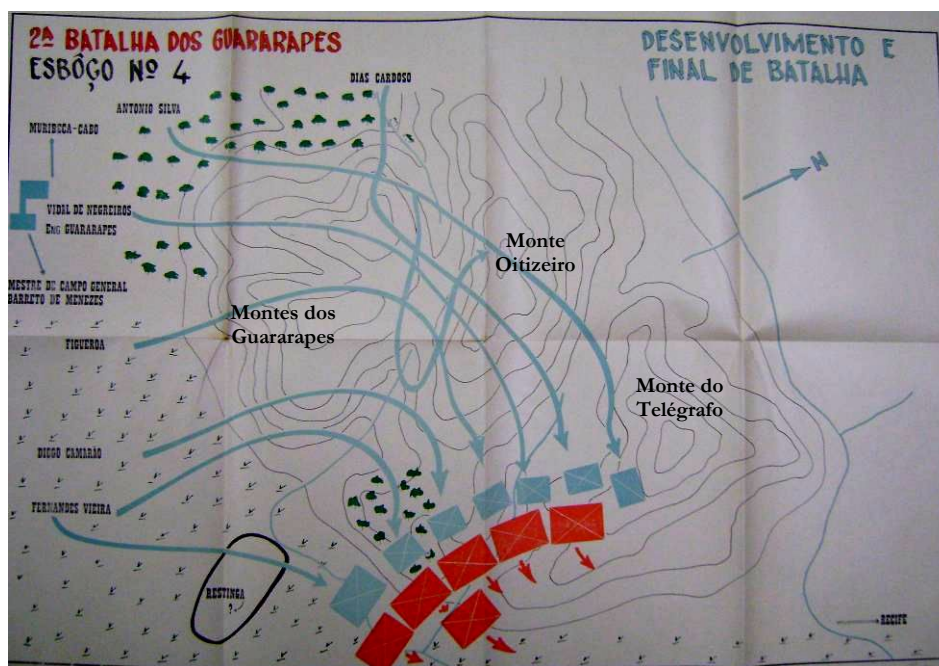 2ª BATALHA DOS GUARARAPES
ESBÔÇO Nº 4
DESENVOLVIMENTO E
FINAL DE BATALHA
DIAS CARDOSO
ANTONIO SILVA
MURIBECA-CABO
N
VIDAL DE NEGREIROS
ENG GUARARAPES
MESTRE DE CAMPO GENERAL
BARRETO DE MENEZES
Monte
Oitizeiro
Montes dos
Guararapes
FIGUEROA
Monte do
Telégrafo
DIEGO CAMARÃO
FERNANDES VIEIRA
RESTINGA
?
RECIFE